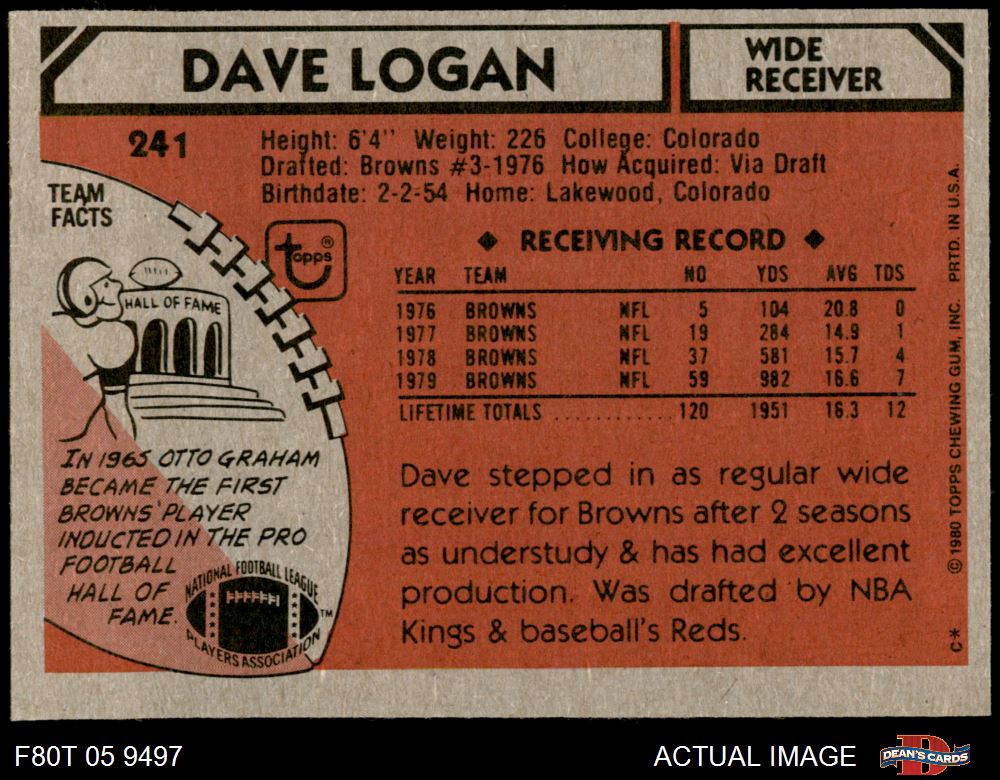 DAVE LOGAN
WIDE
RECEIVER
241
Height: 6'4'' Weight: 226 College: Colorado
Drafted: Browns #3-1976 How Acquired: Via Draft
Birthdate: 2-2-54 Home: Lakewood, Colorado
TEAM
FACTS
topps®
HALL OF FAME
◆ RECEIVING RECORD ◆
YEAR TEAM NO YDS AVG TDS
1976 BROWNS NFL 5 104 20.8 0
1977 BROWNS NFL 19 284 14.9 1
1978 BROWNS NFL 37 581 15.7 4
1979 BROWNS NFL 59 982 16.6 7
LIFETIME TOTALS ............ 120 1951 16.3 12
IN 1965 OTTO GRAHAM
BECAME THE FIRST
BROWNS' PLAYER
INDUCTED IN THE PRO
FOOTBALL
HALL OF
FAME.
NATIONAL FOOTBALL LEAGUE
PLAYERS ASSOCIATION
TM
Dave stepped in as regular wide
receiver for Browns after 2 seasons
as understudy & has had excellent
production. Was drafted by NBA
Kings & baseball's Reds.
© 1980 TOPPS CHEWING GUM, INC. PRTD. IN U.S.A.
C*
F80T 05 9497
ACTUAL IMAGE
DEAN'S CARDS